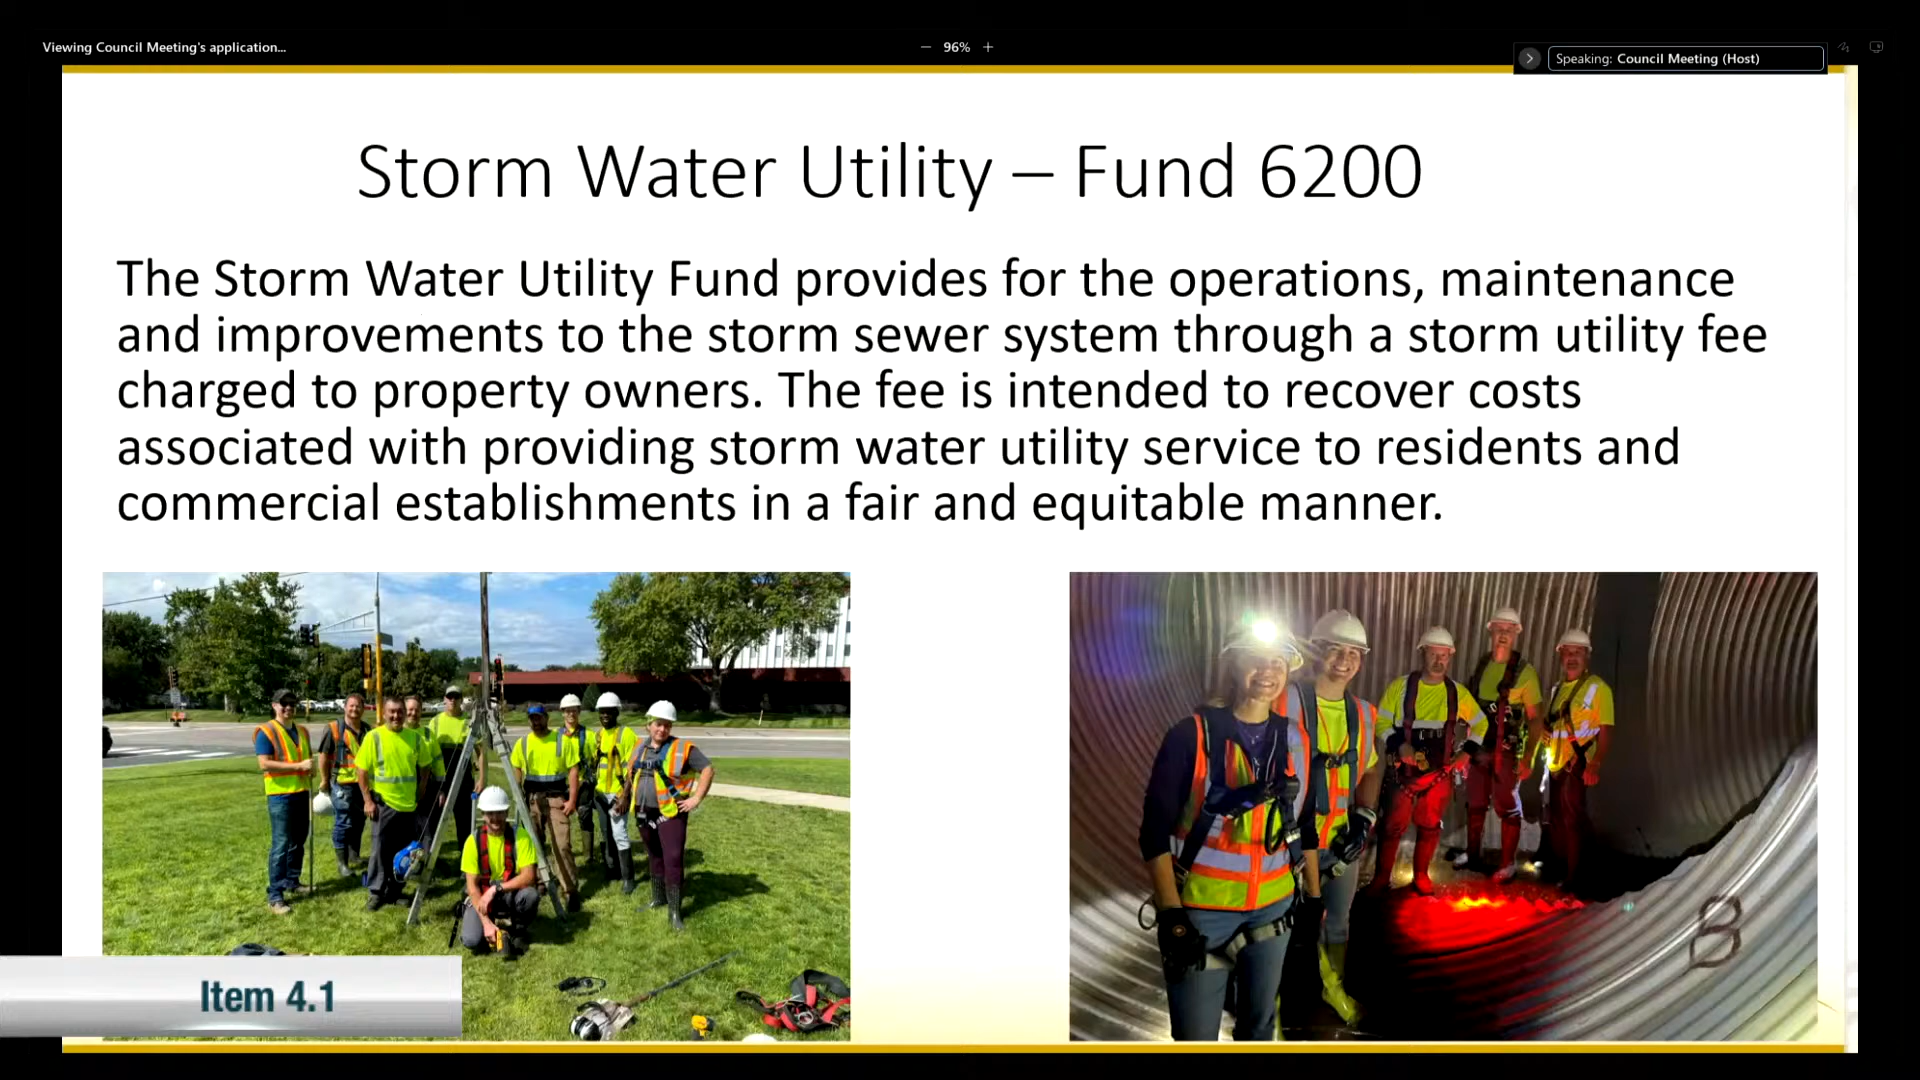 Viewing Council Meeting's application...
96%
Speaking: Council Meeting (Host)
Storm Water Utility – Fund 6200
The Storm Water Utility Fund provides for the operations, maintenance
and improvements to the storm sewer system through a storm utility fee
charged to property owners. The fee is intended to recover costs
associated with providing storm water utility service to residents and
commercial establishments in a fair and equitable manner.
8
Item 4.1